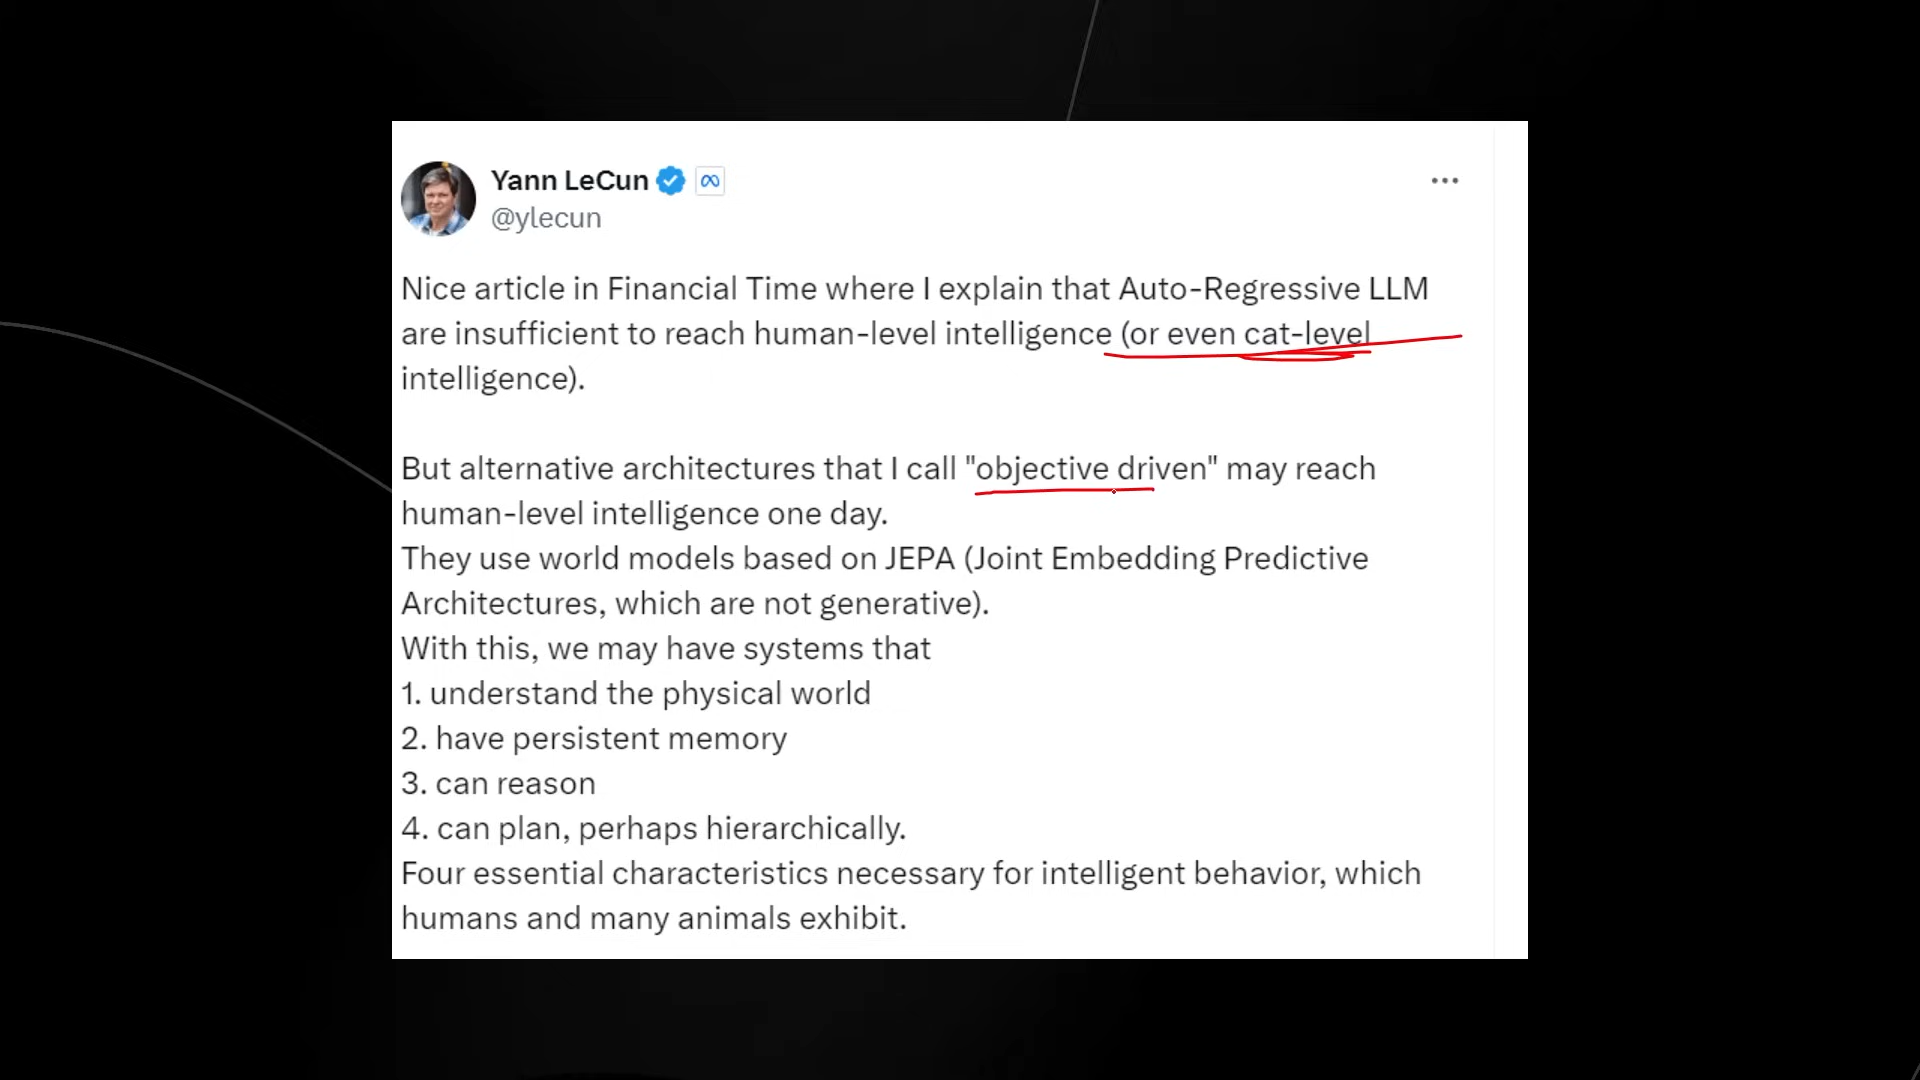 Yann LeCun
@ylecun
Nice article in Financial Time where I explain that Auto-Regressive LLM
are insufficient to reach human-level intelligence (or even cat-level
intelligence).
But alternative architectures that I call "objective driven" may reach
human-level intelligence one day.
They use world models based on JEPA (Joint Embedding Predictive
Architectures, which are not generative).
With this, we may have systems that
1. understand the physical world
2. have persistent memory
3. can reason
4. can plan, perhaps hierarchically.
Four essential characteristics necessary for intelligent behavior, which
humans and many animals exhibit.